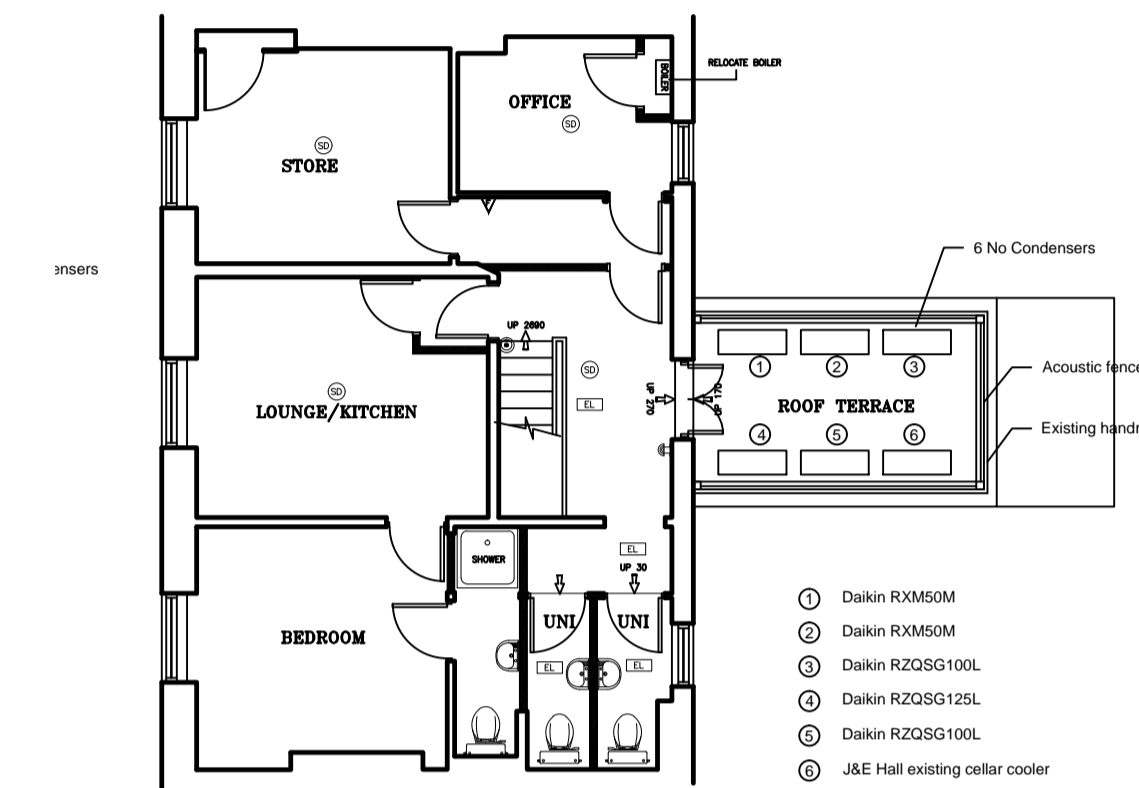 RELOCATE BOILER
BOILER
OFFICE
SD
SD
STORE
6 No Condensers
ensers
UP 2690
1
2
3
Acoustic fence
SD
SD
UP 270
UP 170
EL
LOUNGE/KITCHEN
ROOF TERRACE
Existing handr
4
5
6
EL
SHOWER
UP 30
1 Daikin RXM50M
UNI
UNI
2 Daikin RXM50M
BEDROOM
EL
EL
3 Daikin RZQSG100L
4 Daikin RZQSG125L
5 Daikin RZQSG100L
6 J&E Hall existing cellar cooler